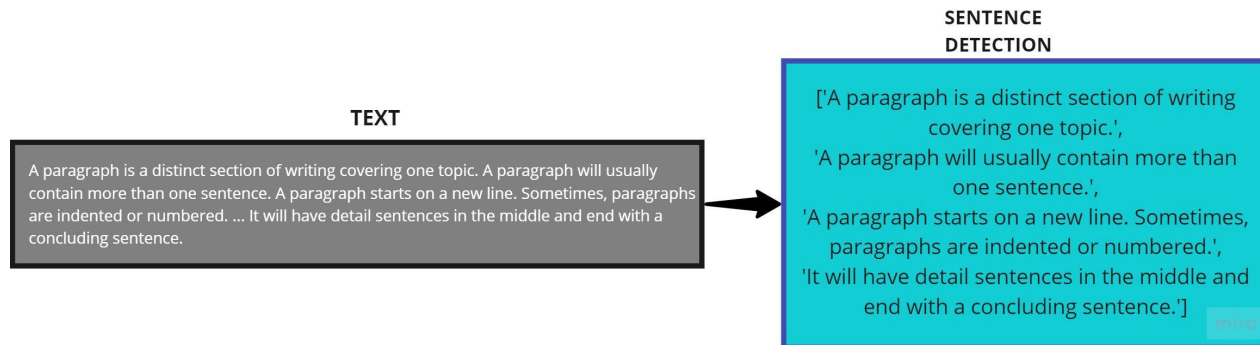 TEXT
A paragraph is a distinct section of writing covering one topic. A paragraph will usually
contain more than one sentence. A paragraph starts on a new line. Sometimes, paragraphs
are indented or numbered. ... It will have detail sentences in the middle and end with a
concluding sentence.
SENTENCE
DETECTION
['A paragraph is a distinct section of writing
covering one topic.',
'A paragraph will usually contain more than
one sentence.',
'A paragraph starts on a new line. Sometimes,
paragraphs are indented or numbered.',
'It will have detail sentences in the middle and
end with a concluding sentence.']
miro